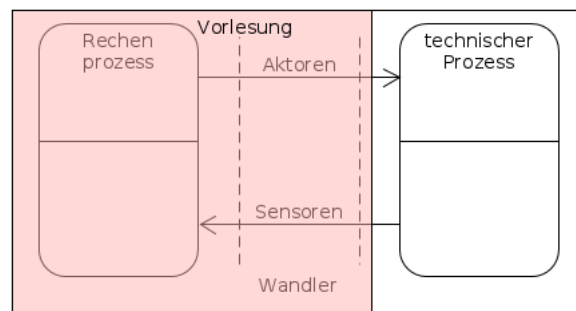 Vorlesung
Rechen
prozess
Aktoren
technischer
Prozess
Sensoren
Wandler